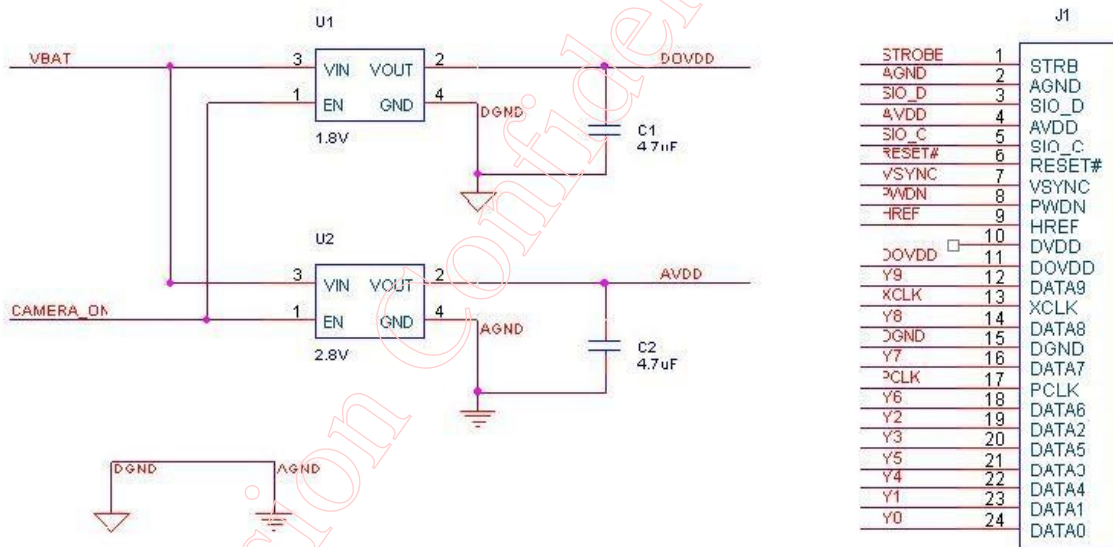 U1
VBAT 3 VIN VOUT 2 DOVDD
1 EN GND 4 DGND
1.8V
C1
4.7uF
U2
3 VIN VOUT 2 AVDD
CAMERA_ON 1 EN GND 4 AGND
2.8V
C2
4.7uF
DGND AGND
J1
STROBE 1 STRB
AGND 2 AGND
SIO_D 3 SIO_D
AVDD 4 AVDD
SIO_C 5 SIO_C
RESET# 6 RESET#
VSYNC 7 VSYNC
PWDN 8 PWDN
HREF 9 HREF
10 DVDD
DOVDD 11 DOVDD
Y9 12 DATA9
XCLK 13 XCLK
Y8 14 DATA8
DGND 15 DGND
Y7 16 DATA7
PCLK 17 PCLK
Y6 18 DATA6
Y2 19 DATA2
Y3 20 DATA5
Y5 21 DATA3
Y4 22 DATA4
Y1 23 DATA1
Y0 24 DATA0
rion Confiden